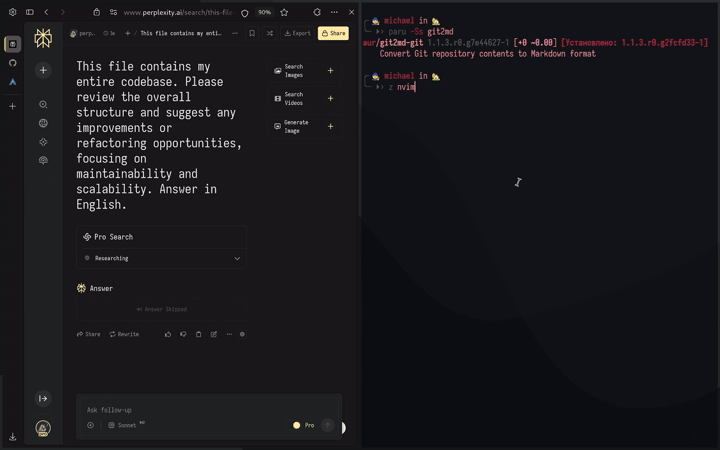 www.perplexity.ai/search/this-file
90%
perp..
This file contains my enti...
Export
Share
This file contains my
entire codebase. Please
review the overall
structure and suggest any
improvements or
refactoring opportunities,
focusing on
maintainability and
scalability. Answer in
English.
Search
Images
Search
Videos
Generate
Image
Pro Search
Researching
Answer
Answer Skipped
Share
Rewrite
Ask follow-up
Sonnet
Pro
michael in
paru -Ss git2md
aur/git2md-git 1.1.3.r0.g7e44627-1 [+0 ~0.00] [Установлено: 1.1.3.r0.g2fcfd33-1]
Convert Git repository contents to Markdown format
michael in
z nvim